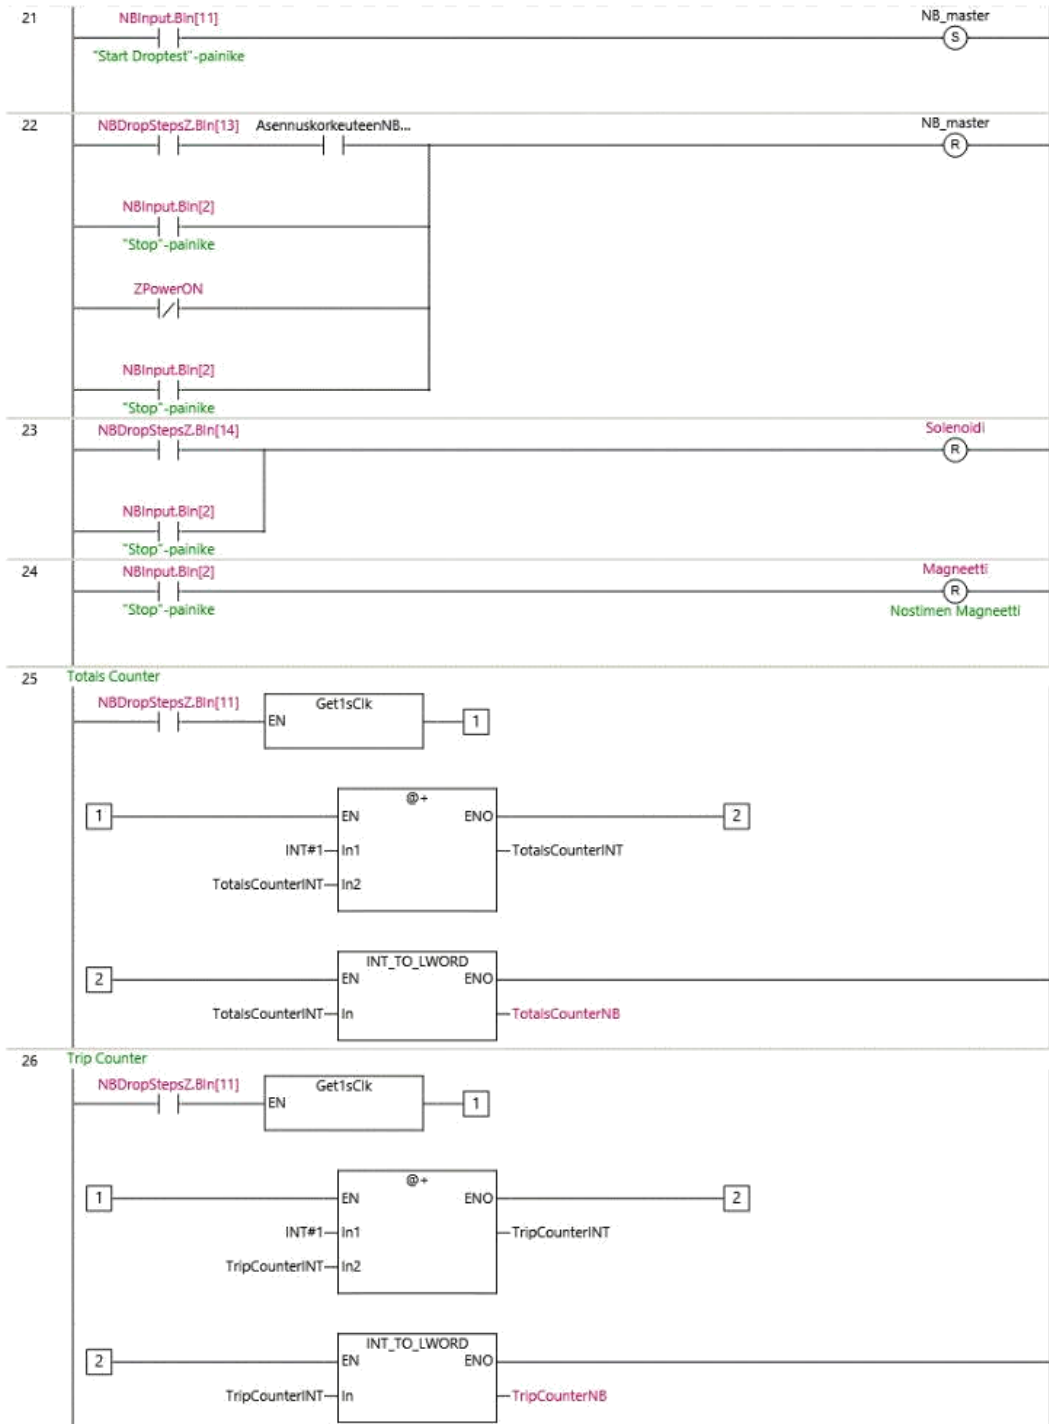 21
NBInput.BIn[11]
NB_master
S
"Start Droptest"-painike
22
NBDropStepsZ.BIn[13] AsennuskorkeuteenNB...
NB_master
R
NBInput.BIn[2]
"Stop"-painike
ZPowerON
NBInput.BIn[2]
"Stop"-painike
23
NBDropStepsZ.BIn[14]
Solenoidi
R
NBInput.BIn[2]
"Stop"-painike
24
NBInput.BIn[2]
Magneetti
R
"Stop"-painike
Nostimen Magneetti
25
Totals Counter
NBDropStepsZ.BIn[11]
Get1sClk
EN
1
@+
1
EN ENO
2
INT#1 In1
TotalsCounterINT
TotalsCounterINT In2
INT_TO_LWORD
2
EN ENO
TotalsCounterINT In
TotalsCounterNB
26
Trip Counter
NBDropStepsZ.BIn[11]
Get1sClk
EN
1
@+
1
EN ENO
2
INT#1 In1
TripCounterINT
TripCounterINT In2
INT_TO_LWORD
2
EN ENO
TripCounterINT In
TripCounterNB